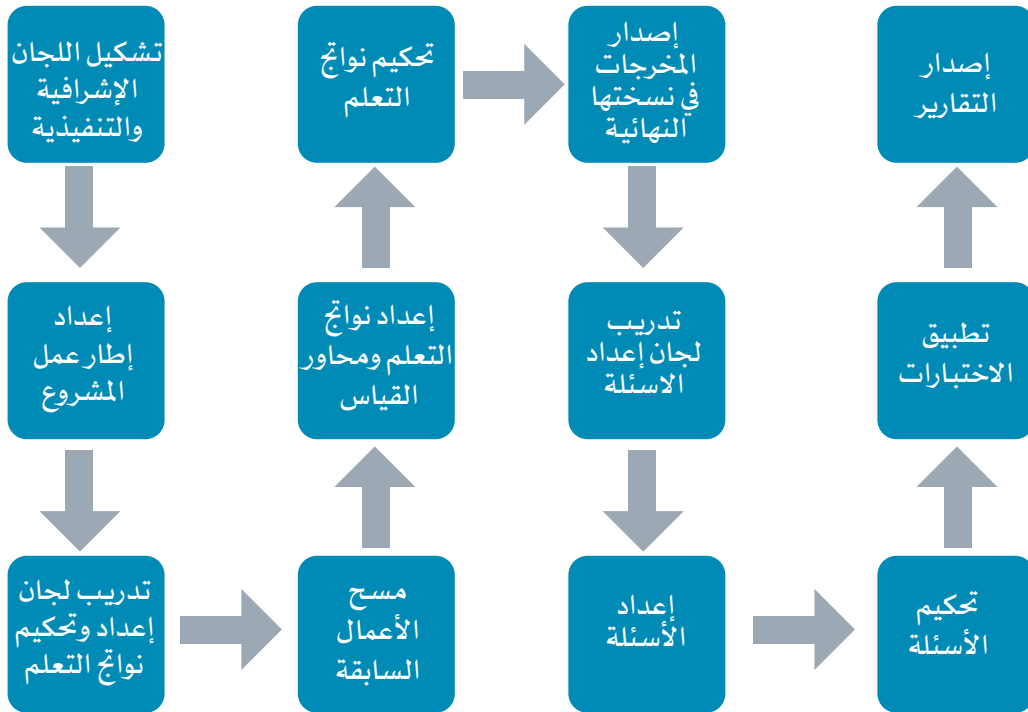 تشكيل اللجان
الإشرافية
والتنفيذية
إعداد
إطار عمل
المشروع
تدريب لجان
إعداد وتحكيم
نواتج التعلم
مسح
الأعمال
السابقة
إعداد نواتج
التعلم ومحاور
القياس
تحكيم نواتج
التعلم
إصدار
المخرجات
في نسختها
النهائية
تدريب
لجان إعداد
الاسئلة
إعداد
الأسئلة
تحكيم
الأسئلة
تطبيق
الاختبارات
إصدار
التقارير